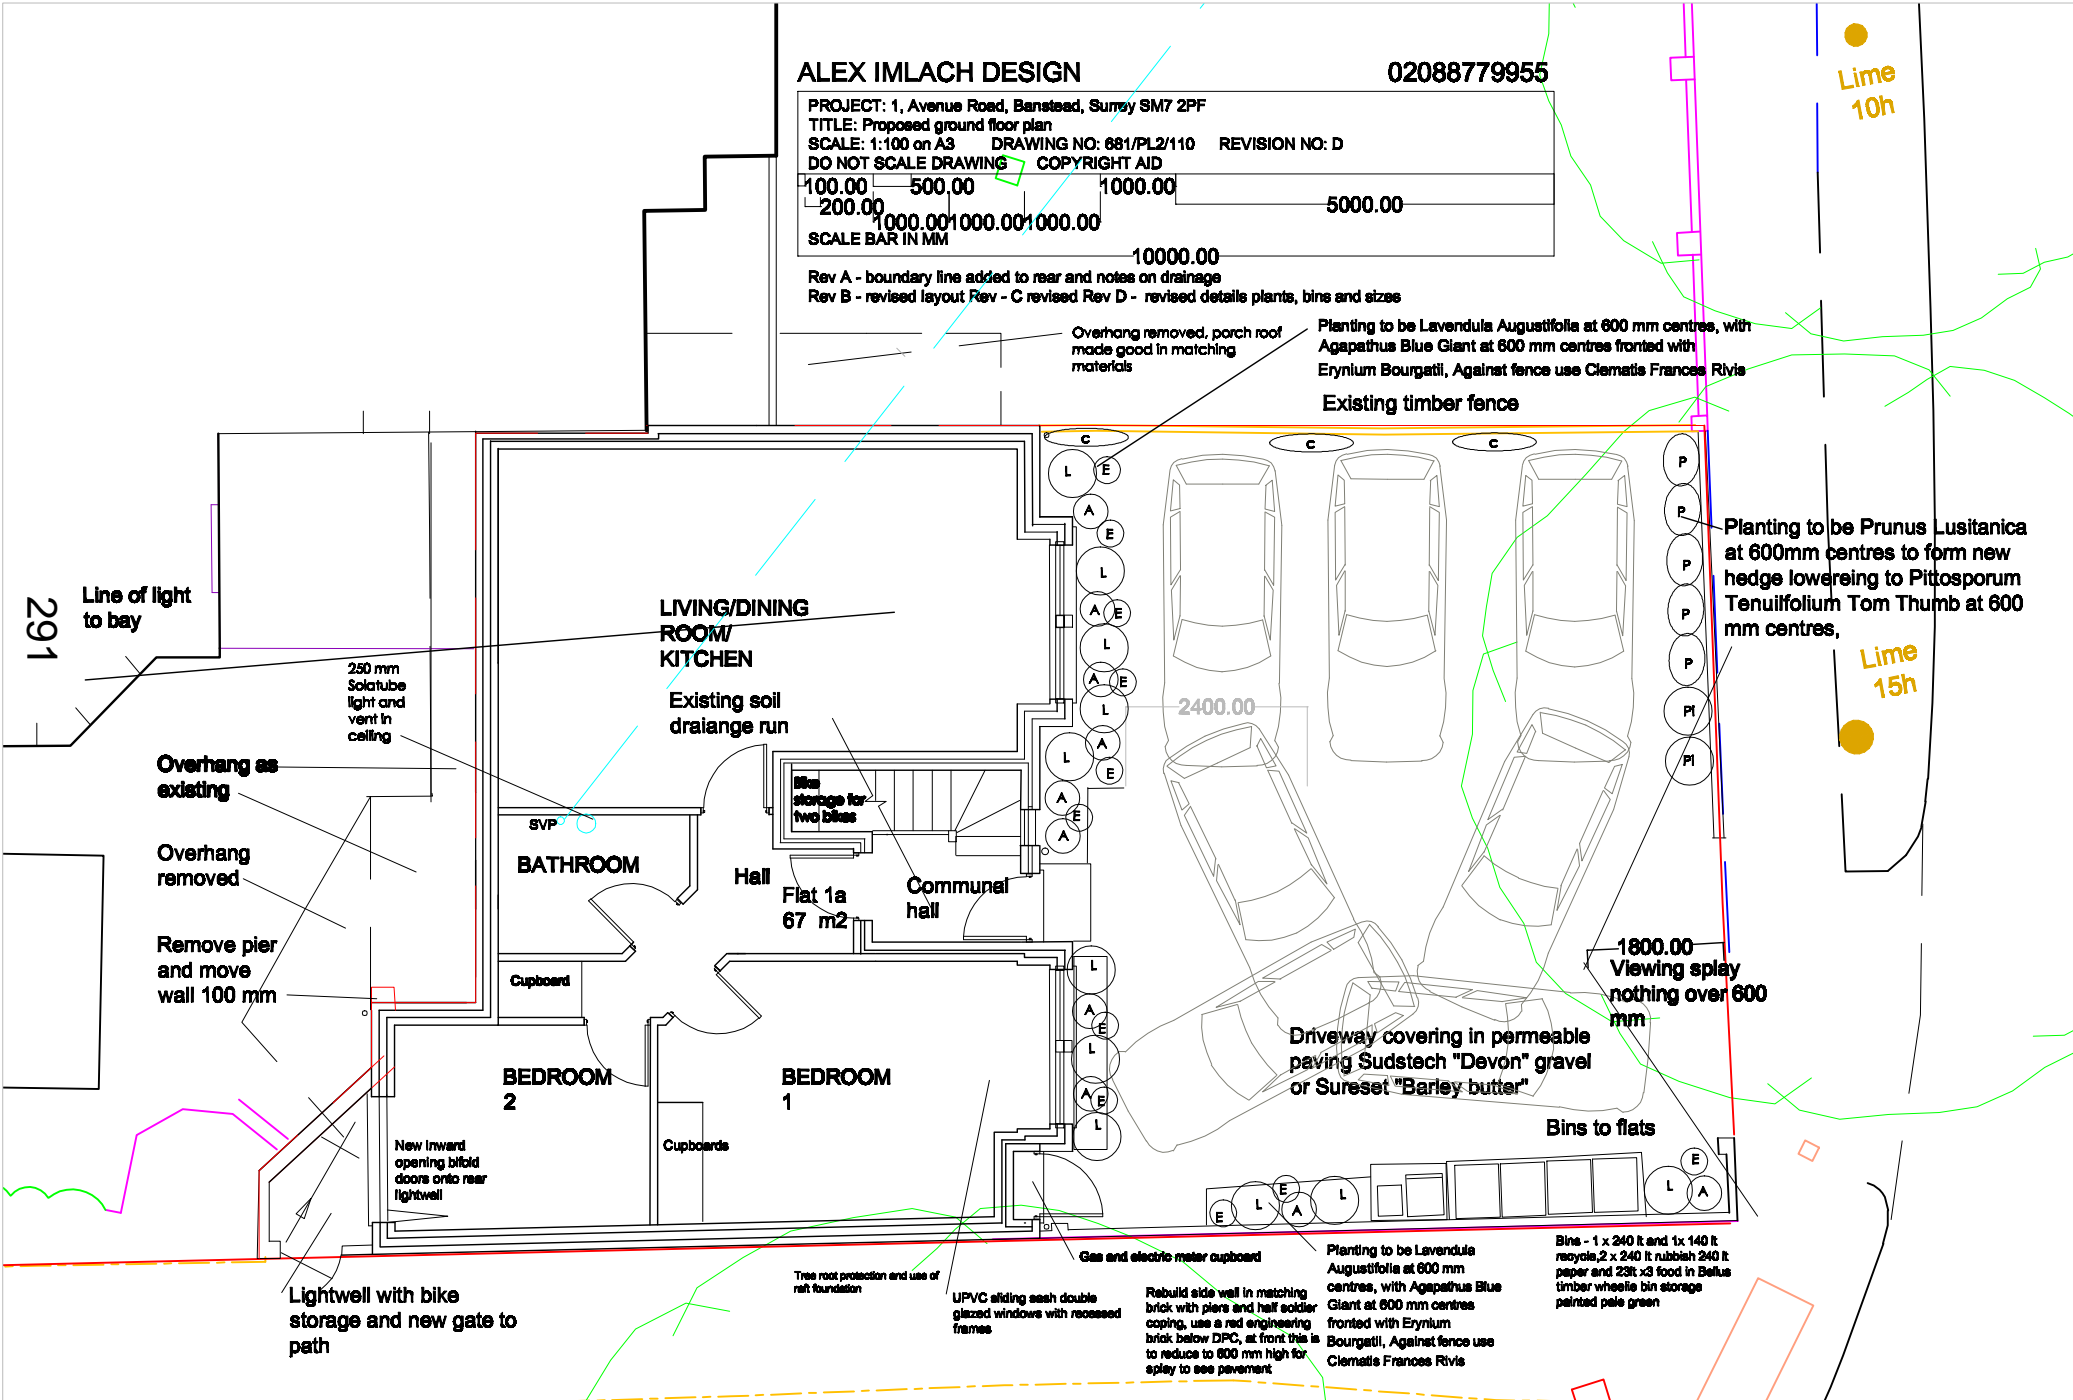 ALEX IMLACH DESIGN 02088779955
PROJECT: 1, Avenue Road, Banstead, Surrey SM7 2PF
TITLE: Proposed ground floor plan
SCALE: 1:100 on A3 DRAWING NO: 681/PL2/110 REVISION NO: D
DO NOT SCALE DRAWING COPYRIGHT AID
100.00 500.00 1000.00
200.00 5000.00
1000.00 1000.00 1000.00
SCALE BAR IN MM
10000.00
Rev A - boundary line added to rear and notes on drainage
Rev B - revised layout Rev - C revised Rev D - revised details plants, bins and sizes
Lime
10h
Overhang removed, porch roof
made good in matching
materials
Planting to be Lavendula Augustifolia at 600 mm centres, with
Agapathus Blue Giant at 600 mm centres fronted with
Erynium Bourgatii, Against fence use Clematis Frances Rivis
Existing timber fence
C
C
C
L
E
A
E
L
A
E
L
A
E
L
A
L
E
A
E
A
P
P
P
P
P
Pi
Pi
Planting to be Prunus Lusitanica
at 600mm centres to form new
hedge lowereing to Pittosporum
Tenuilfolium Tom Thumb at 600
mm centres,
Lime
15h
291
Line of light
to bay
250 mm
Solatube
light and
vent in
ceiling
Overhang as
existing
Overhang
removed
Remove pier
and move
wall 100 mm
LIVING/DINING
ROOM/
KITCHEN
Existing soil
draiange run
2400.00
Bike
storage for
two bikes
SVP
BATHROOM
Hall
Flat 1a
67 m2
Communal
hall
Cupboard
BEDROOM
2
BEDROOM
1
Cupboards
New inward
opening bifold
doors onto rear
lightwell
L
A
E
L
A
E
L
1800.00
Viewing splay
nothing over 600
mm
Driveway covering in permeable
paving Sudstech "Devon" gravel
or Sureset "Barley butter"
Bins to flats
E
L
E
A
L
L
E
A
Lightwell with bike
storage and new gate to
path
Tree root protection and use of
raft foundation
UPVC sliding sash double
glazed windows with recessed
frames
Gas and electric meter cupboard
Rebuild side wall in matching
brick with piers and half soldier
coping, use a red engineering
brick below DPC, at front this is
to reduce to 600 mm high for
splay to see pavement
Planting to be Lavendula
Augustifolia at 600 mm
centres, with Agapathus Blue
Giant at 600 mm centres
fronted with Erynium
Bourgatii, Against fence use
Clematis Frances Rivis
Bins - 1 x 240 lt and 1x 140 lt
recycle,2 x 240 lt rubbish 240 lt
paper and 23lt x3 food in Bellus
timber wheelie bin storage
painted pale green